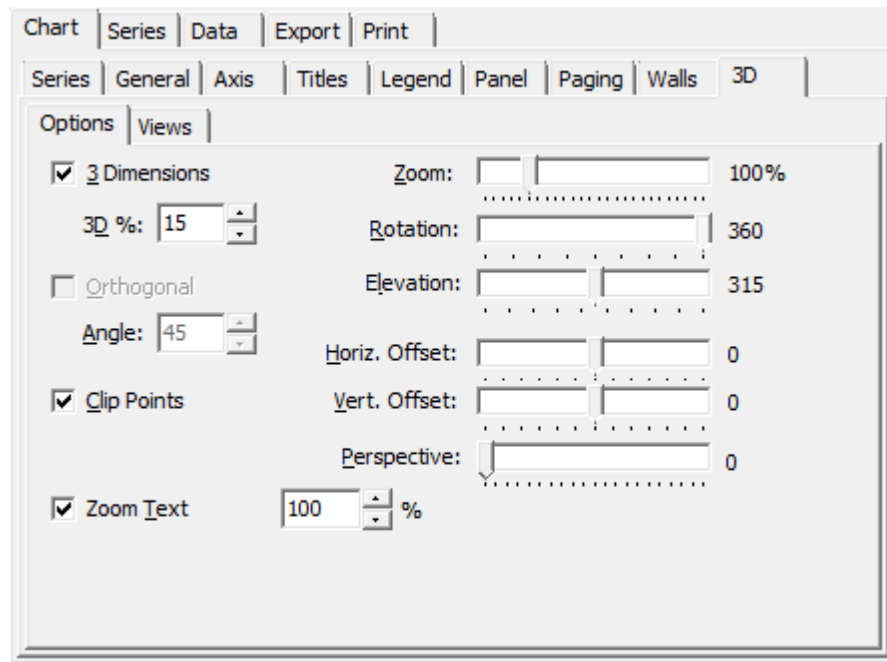 Chart Series Data Export Print
Series General Axis Titles Legend Panel Paging Walls 3D
Options Views
3 Dimensions Zoom: 100%
3D %: 15 Rotation: 360
Orthogonal Elevation: 315
Angle: 45 Horiz. Offset: 0
Clip Points Vert. Offset: 0
Perspective: 0
Zoom Text 100 %